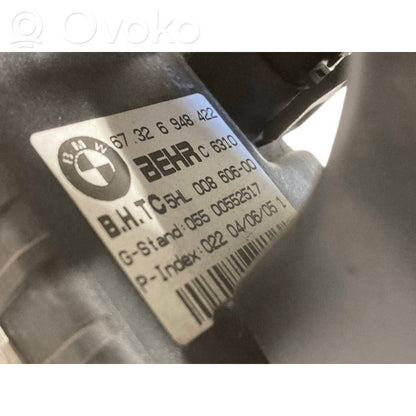 Ovoko
BMW
67.32 6 948 422
BEHR C 6310
B.H.T.C 5HL 008 606-00
G-Stand: 055 00552517
P-Index: 022 04/06/05 1